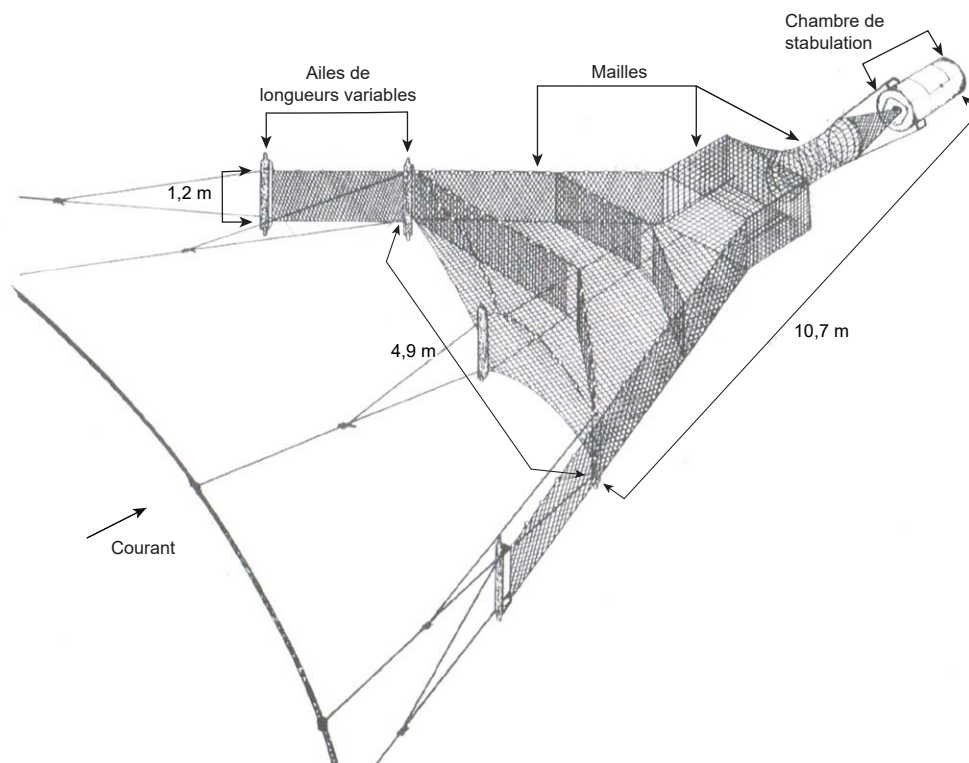 Chambre de
stabulation
Ailes de
longueurs variables
Mailles
1,2 m
4,9 m
10,7 m
Courant